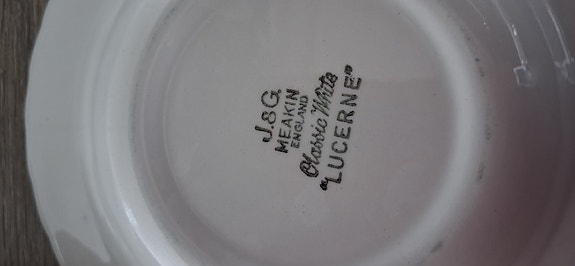 J.&G.
MEAKIN
ENGLAND
Classic White
"LUCERNE"